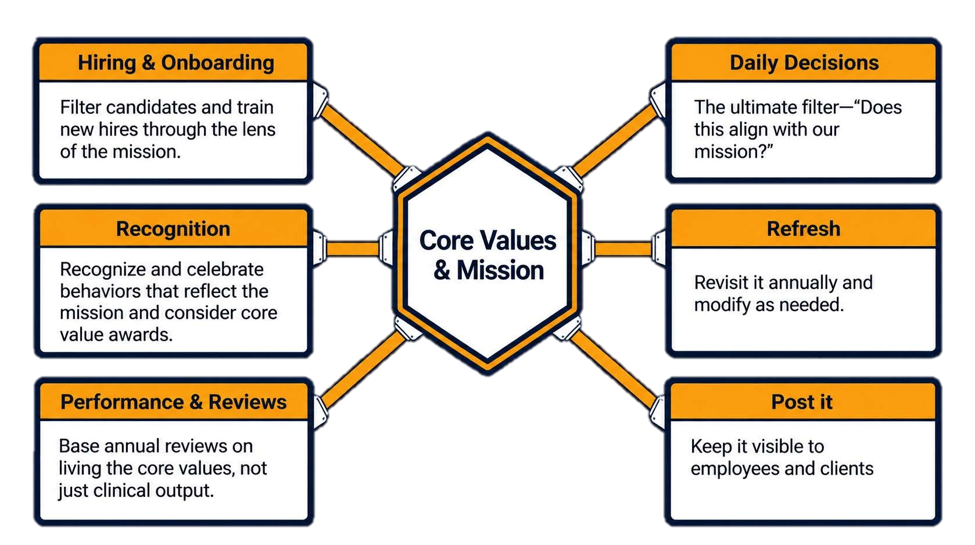 Hiring & Onboarding
Filter candidates and train
new hires through the lens
of the mission.
Recognition
Recognize and celebrate
behaviors that reflect the
mission and consider core
value awards.
Performance & Reviews
Base annual reviews on
living the core values, not
just clinical output.
Core Values
& Mission
Daily Decisions
The ultimate filter—“Does
this align with our
mission?”
Refresh
Revisit it annually and
modify as needed.
Post it
Keep it visible to
employees and clients